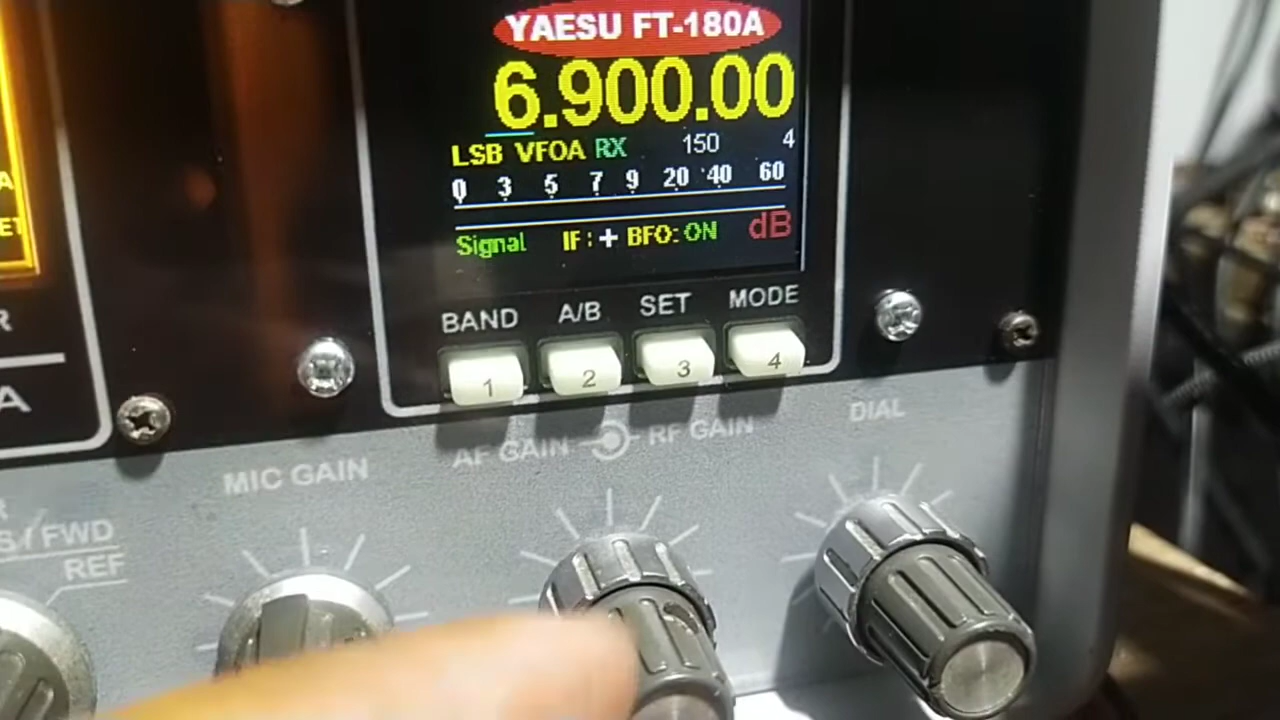 YAESU FT-180A
6.900.00
LSB VFOA RX 150 4
0 3 5 7 9 20 40 60
Signal IF:+ BFO: ON dB
BAND A/B SET MODE
1 2 3 4
AF GAIN RF GAIN
DIAL
MIC GAIN
S/FWD
REF